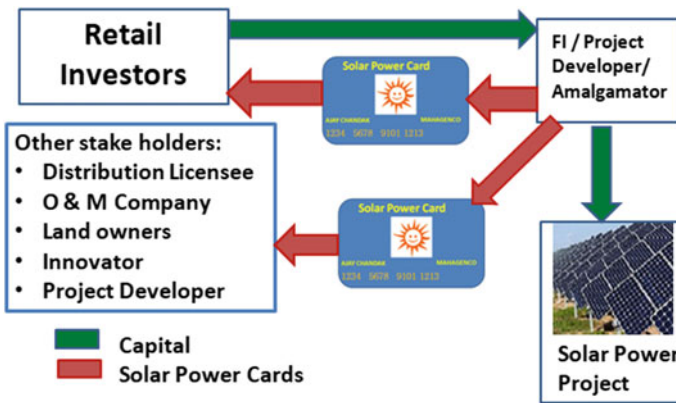 Retail
Investors
FI / Project
Developer/
Amalgamator
Solar Power Card
AJAY CHANDAK MAHAGENCO
1234 5678 9101 1213
Other stake holders:
• Distribution Licensee
• O & M Company
• Land owners
• Innovator
• Project Developer
Solar Power Card
AJAY CHANDAK MAHAGENCO
1234 5678 9101 1213
Capital
Solar Power Cards
Solar Power
Project